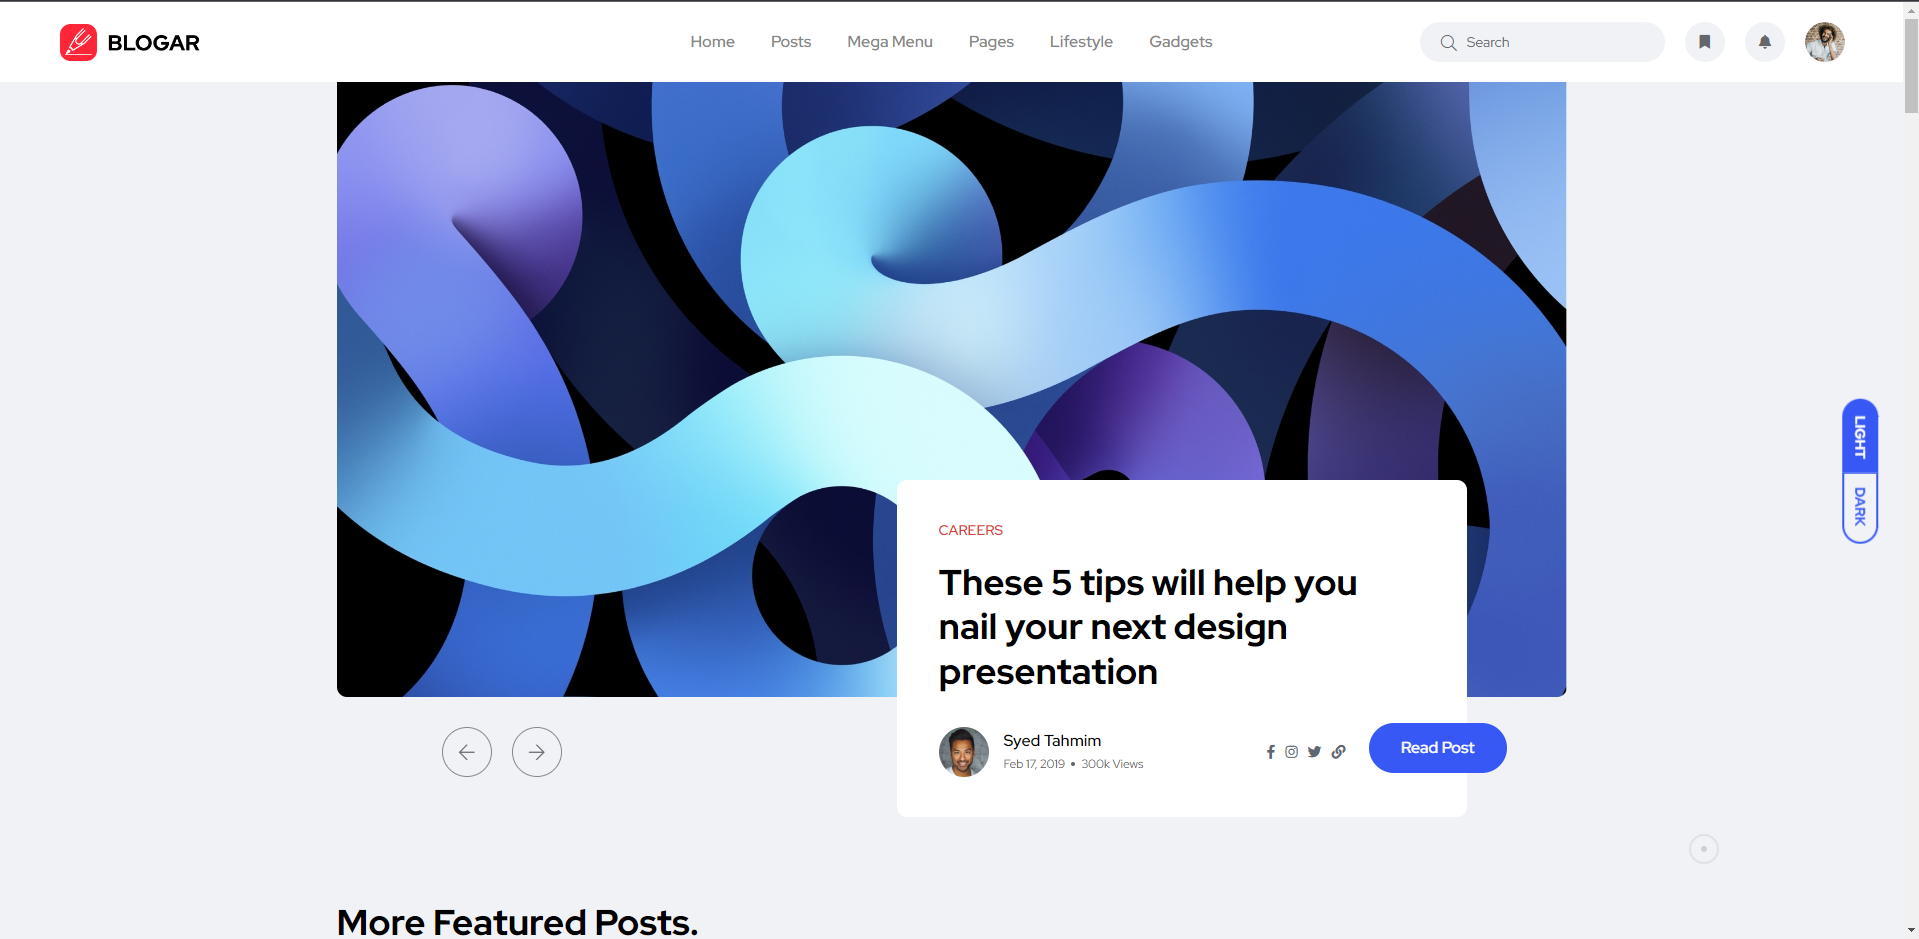 BLOGAR
Home Posts Mega Menu Pages Lifestyle Gadgets
Search
LIGHT
DARK
CAREERS
These 5 tips will help you
nail your next design
presentation
Syed Tahmim
Feb 17, 2019 • 300k Views
Read Post
More Featured Posts.